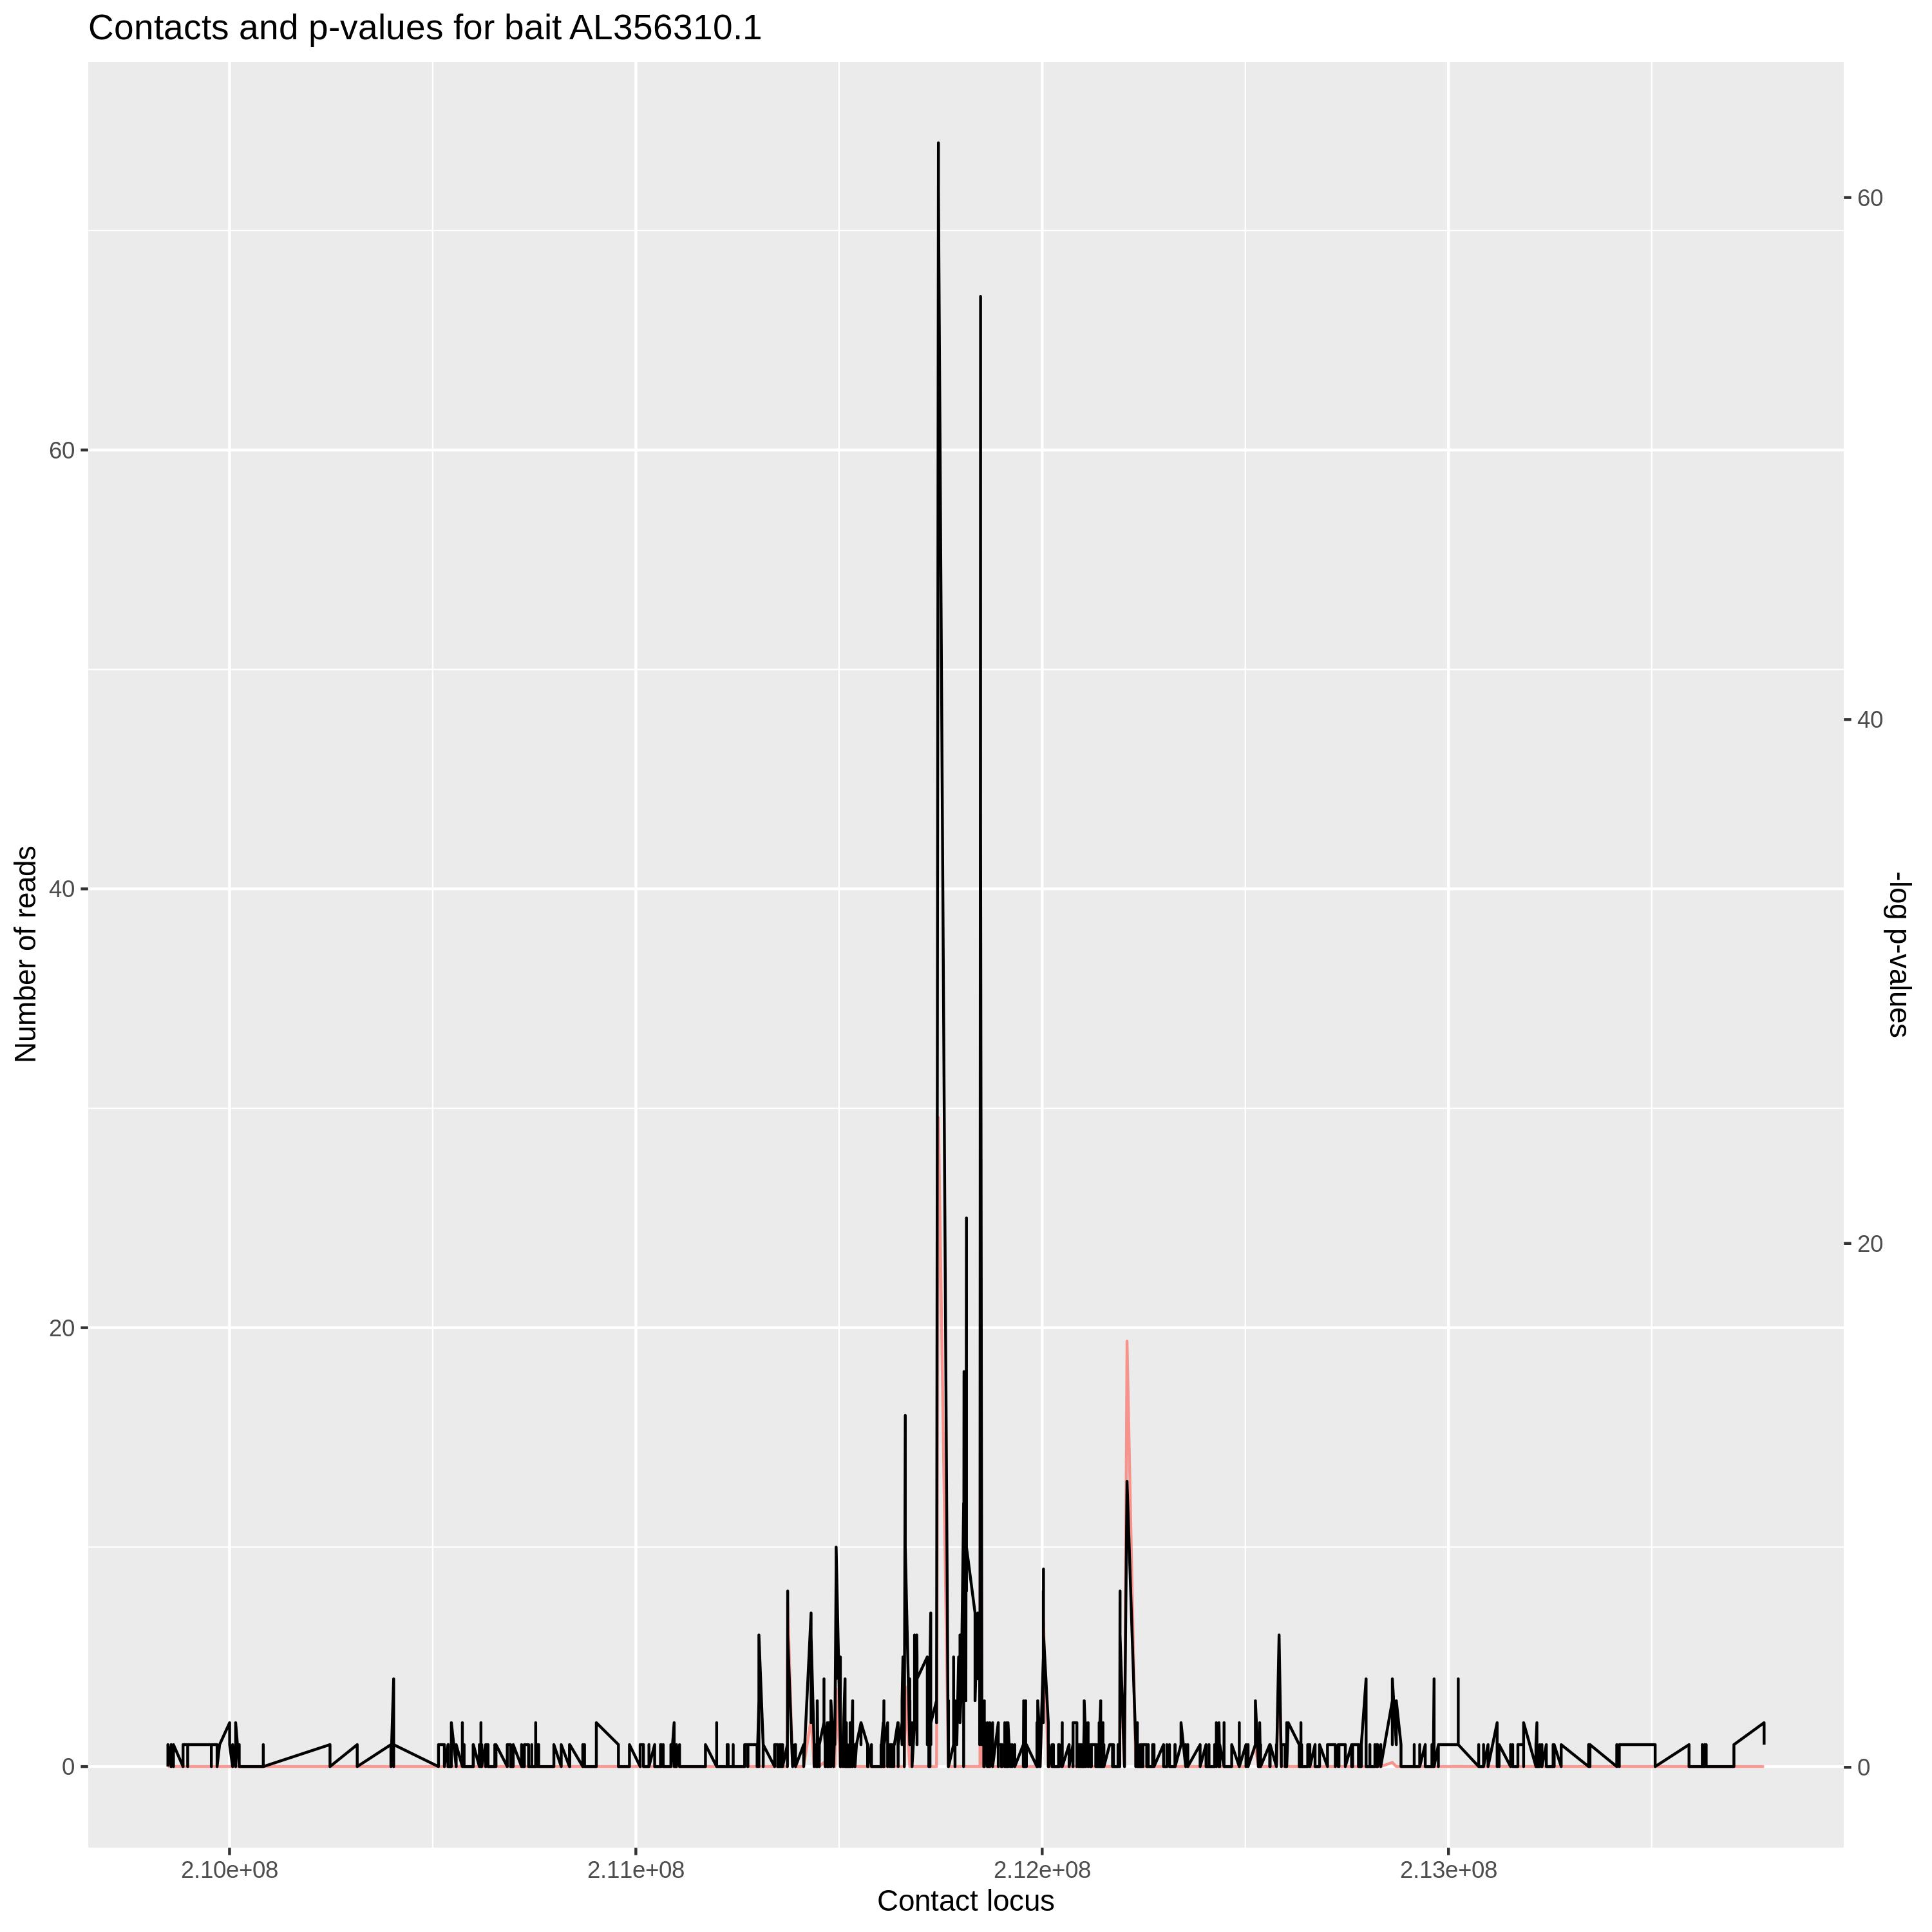 Contacts and p-values for bait AL356310.1
60
40
20
0
Number of reads
60
40
20
0
-log p-values
2.10e+08 2.11e+08 2.12e+08 2.13e+08
Contact locus